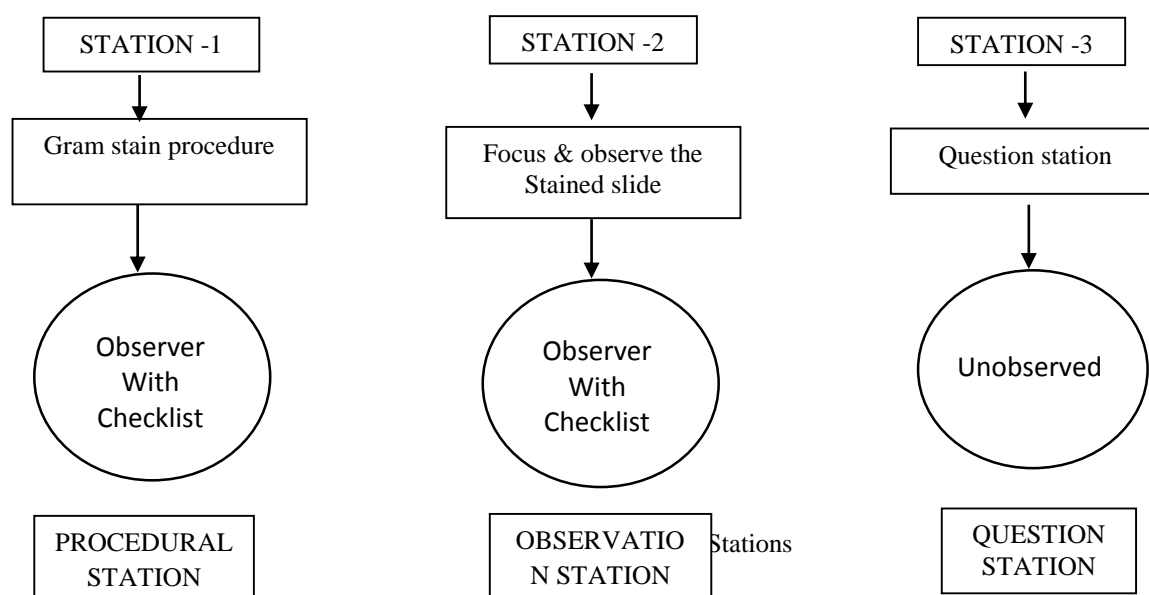 STATION -1
Gram stain procedure
Observer
With
Checklist
PROCEDURAL
STATION
STATION -2
Focus & observe the
Stained slide
Observer
With
Checklist
OBSERVATIO
N STATION
Stations
STATION -3
Question station
Unobserved
QUESTION
STATION